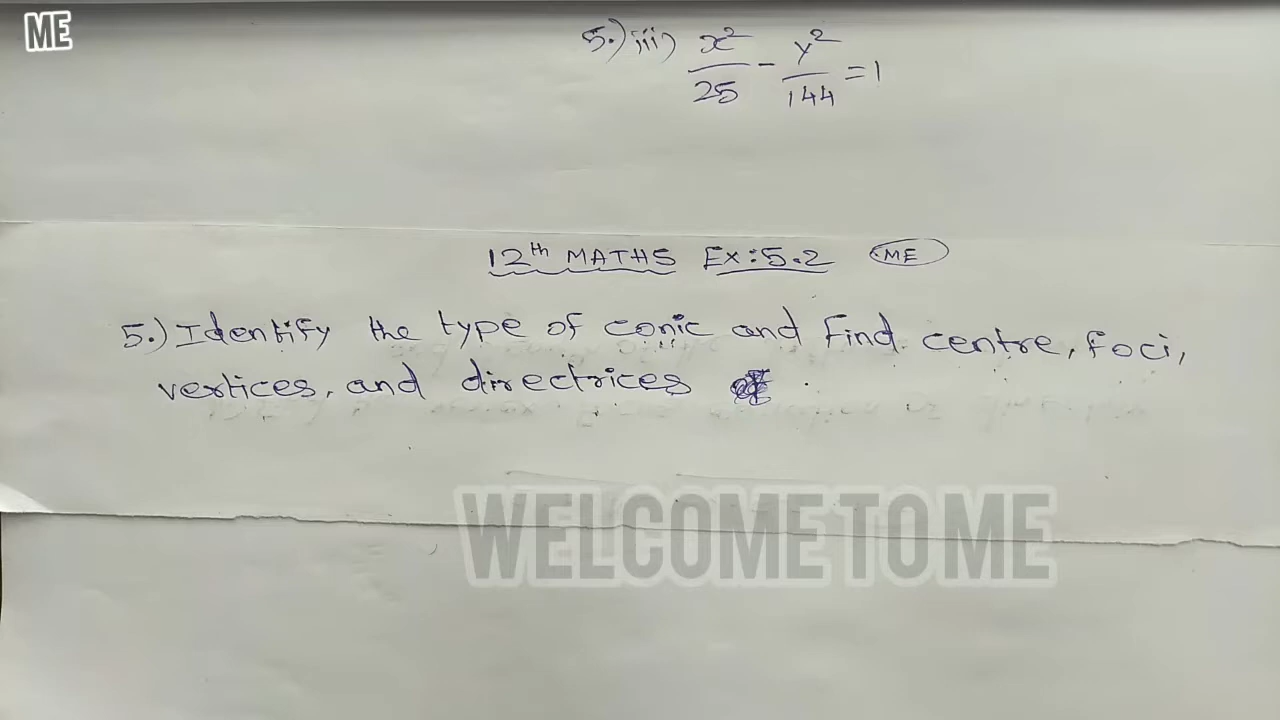 ME
5.) iii) x²/25 - y²/144 = 1
12th MATHS Ex:5.2 ME
5.) Identify the type of conic and Find centre, foci,
vertices, and directrices .
WELCOME TO ME